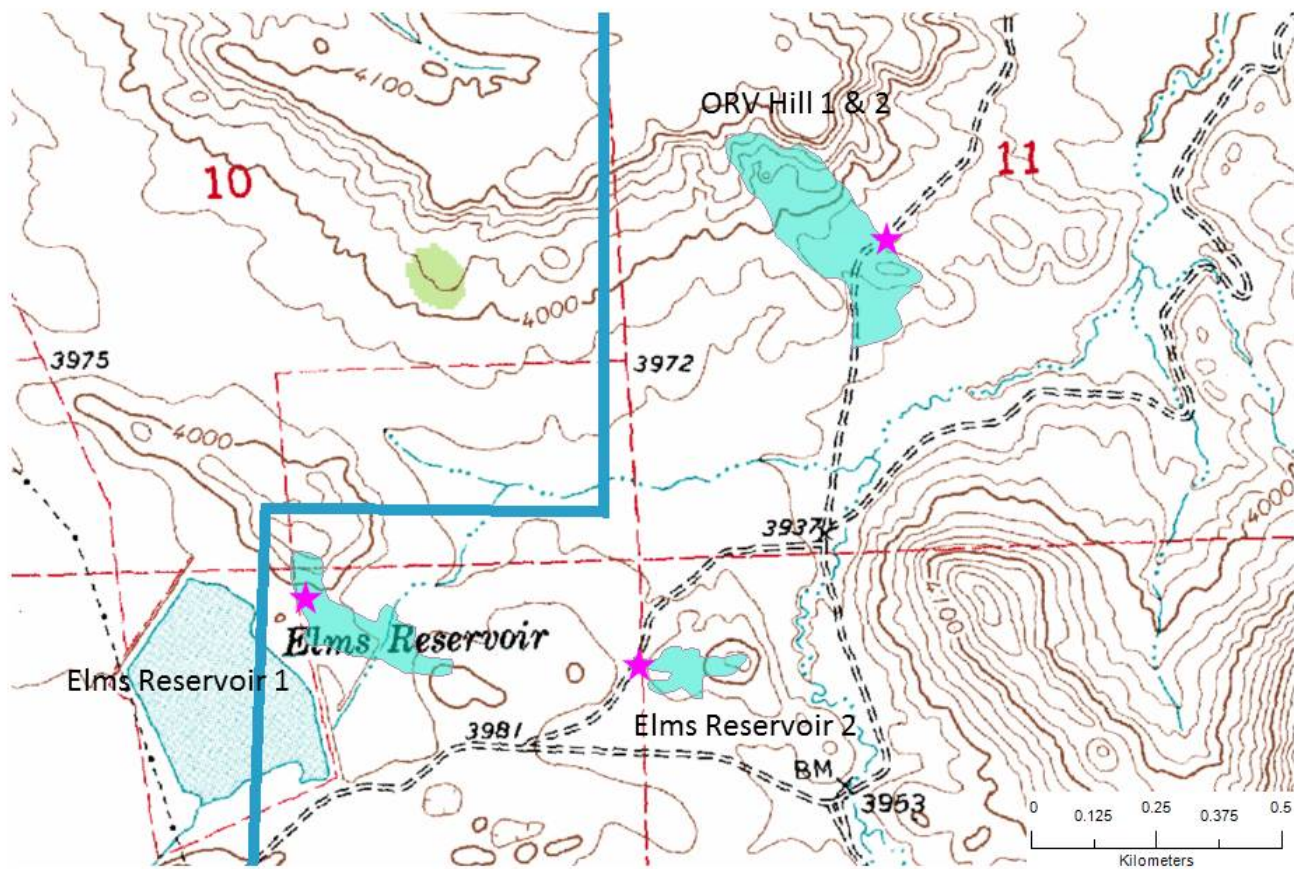 4100
ORV Hill 1 & 2
10
11
4000
3975
3972
4000
4000
3937
4100
Elms Reservoir
Elms Reservoir 1
Elms Reservoir 2
3981
BM
3953
0
0.125
0.25
0.375
0.5
Kilometers